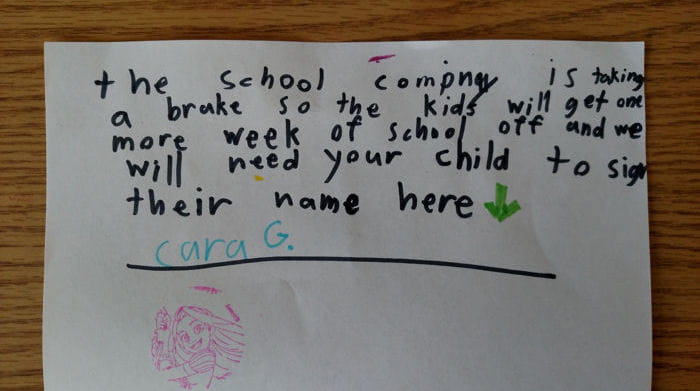 the school compney is taking
a brake so the kids will get one
more week of school off and we
will need your child to sign
their name here
cara G.